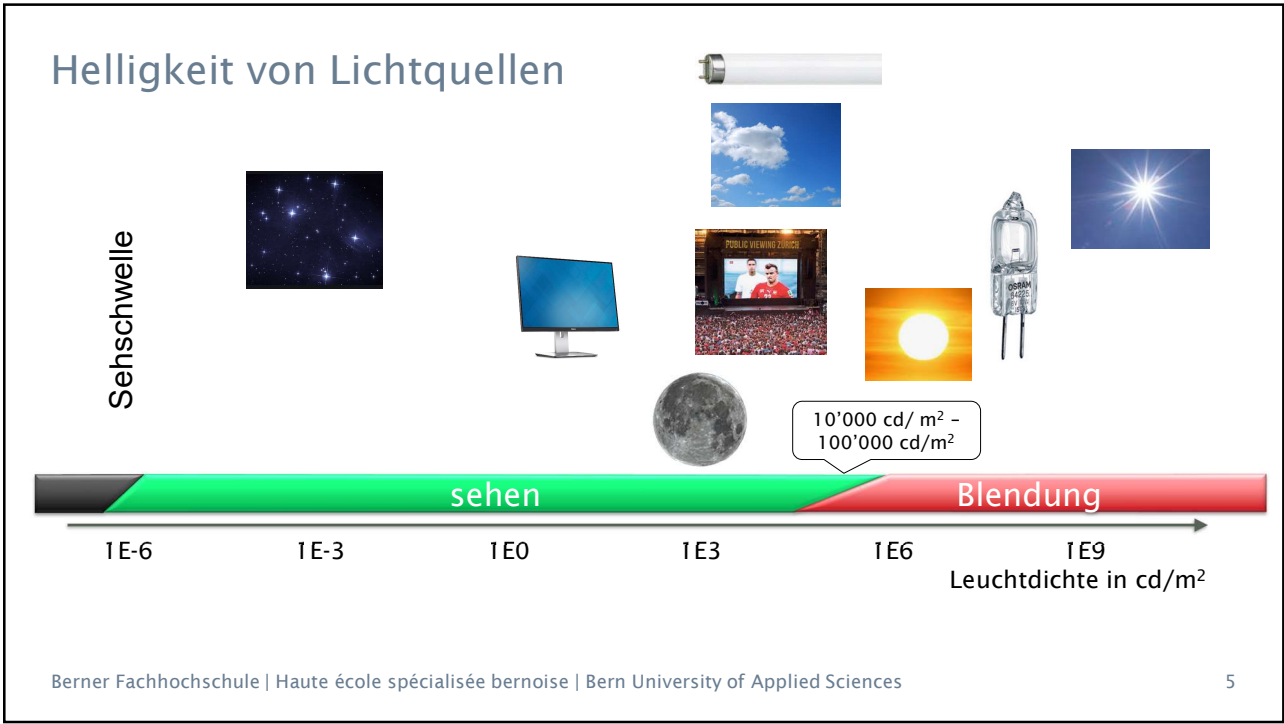 Helligkeit von Lichtquellen
PUBLIC VIEWING ZÜRICH
Sehschwelle
OSRAM
64225
10’000 cd/ m² –
100’000 cd/m²
sehen
Blendung
1E-6 1E-3 1E0 1E3 1E6 1E9
Leuchtdichte in cd/m²
Berner Fachhochschule | Haute école spécialisée bernoise | Bern University of Applied Sciences 5